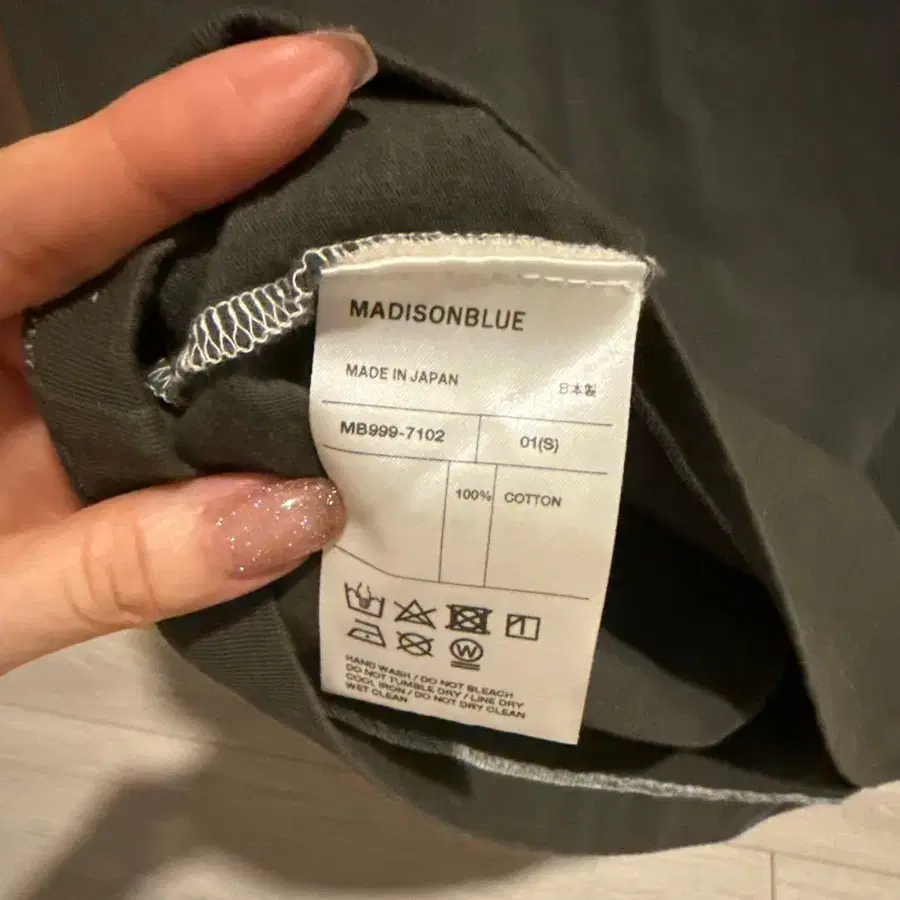 MADISONBLUE
MADE IN JAPAN 日本製
MB999-7102 01(S)
100% COTTON
W
HAND WASH / DO NOT BLEACH
DO NOT TUMBLE DRY / LINE DRY
COOL IRON / DO NOT DRY CLEAN
WET CLEAN